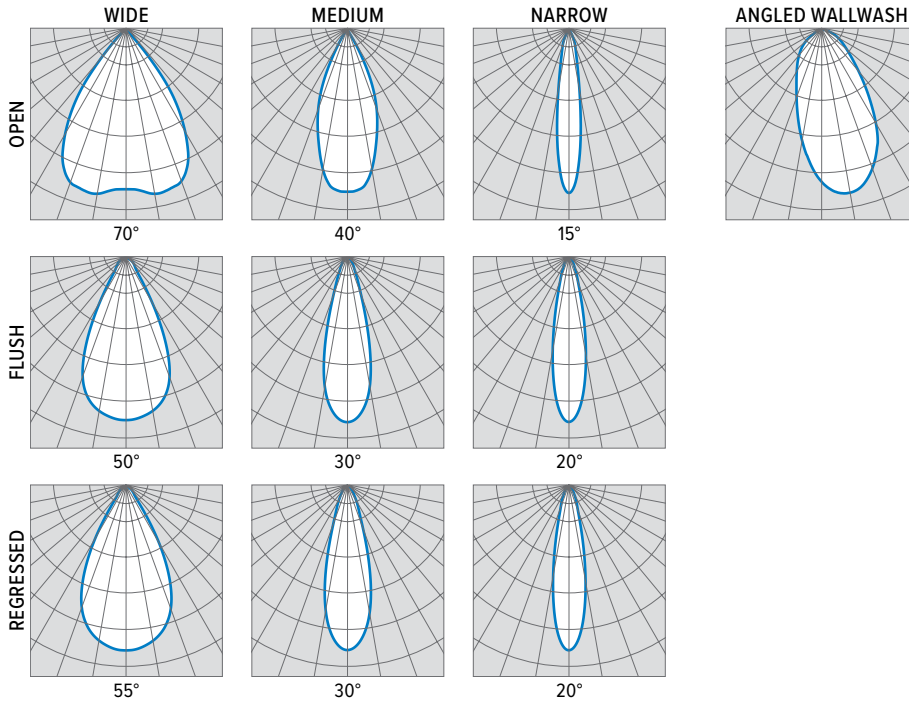 WIDE MEDIUM NARROW ANGLED WALLWASH
OPEN
70° 40° 15°
FLUSH
50° 30° 20°
REGRESSED
55° 30° 20°